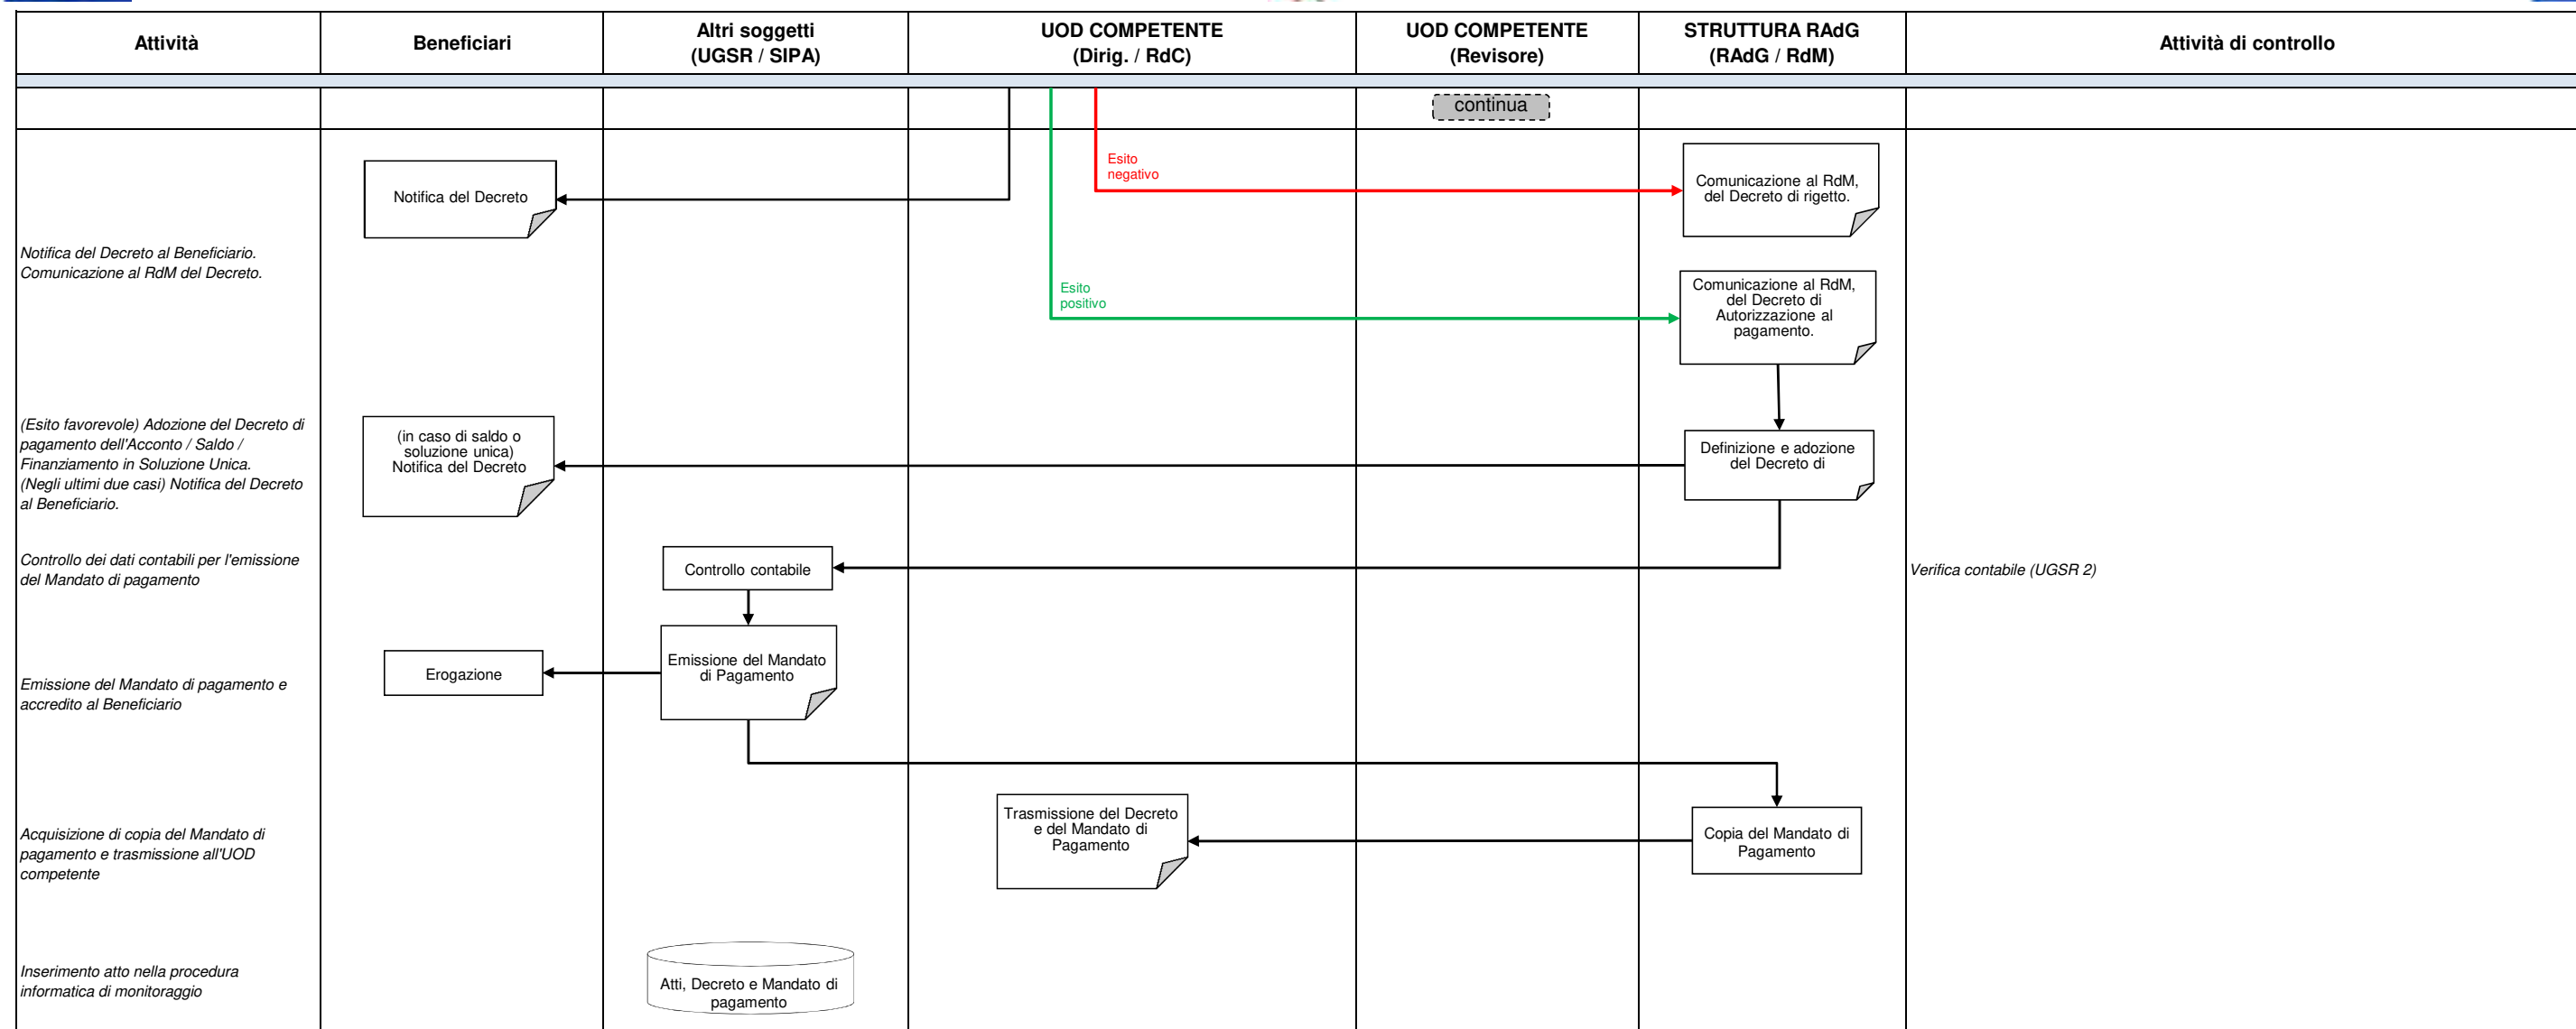 Attività
Beneficiari
Altri soggetti
(UGSR / SIPA)
UOD COMPETENTE
(Dirig. / RdC)
UOD COMPETENTE
(Revisore)
STRUTTURA RAdG
(RAdG / RdM)
Attività di controllo
continua
Notifica del Decreto al Beneficiario.
Comunicazione al RdM del Decreto.
Notifica del Decreto
Esito
negativo
Comunicazione al RdM,
del Decreto di rigetto.
Esito
positivo
Comunicazione al RdM,
del Decreto di
Autorizzazione al
pagamento.
(Esito favorevole) Adozione del Decreto di
pagamento dell'Acconto / Saldo /
Finanziamento in Soluzione Unica.
(Negli ultimi due casi) Notifica del Decreto
al Beneficiario.
(in caso di saldo o
soluzione unica)
Notifica del Decreto
Definizione e adozione
del Decreto di
Controllo dei dati contabili per l'emissione
del Mandato di pagamento
Controllo contabile
Verifica contabile (UGSR 2)
Emissione del Mandato di pagamento e
accredito al Beneficiario
Erogazione
Emissione del Mandato
di Pagamento
Acquisizione di copia del Mandato di
pagamento e trasmissione all'UOD
competente
Trasmissione del Decreto
e del Mandato di
Pagamento
Copia del Mandato di
Pagamento
Inserimento atto nella procedura
informatica di monitoraggio
Atti, Decreto e Mandato di
pagamento